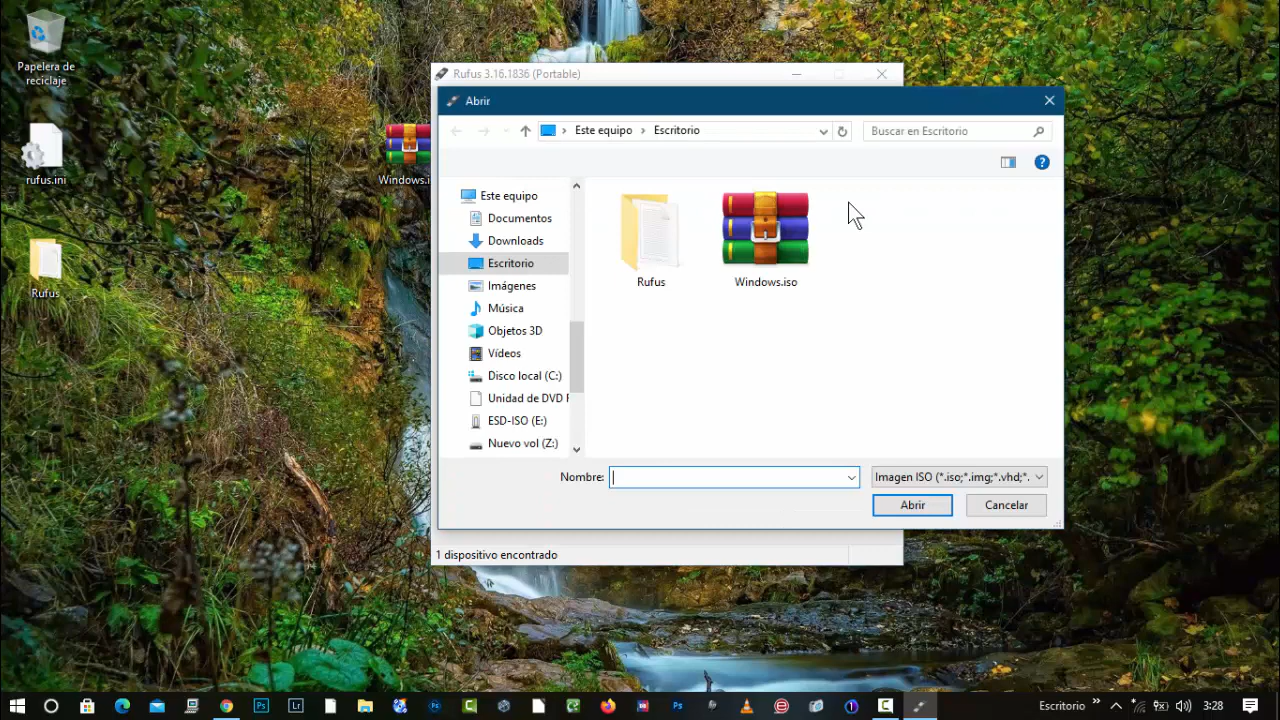 Papelera de
reciclaje
rufus.ini
Rufus
Windows.i
Rufus 3.16.1836 (Portable)
Abrir
Este equipo
Escritorio
Buscar en Escritorio
Este equipo
Documentos
Downloads
Escritorio
Imágenes
Música
Objetos 3D
Vídeos
Disco local (C:)
Unidad de DVD
ESD-ISO (E:)
Nuevo vol (Z:)
Rufus
Windows.iso
Nombre:
Imagen ISO (*.iso;*.img;*.vhd;*.
Abrir
Cancelar
1 dispositivo encontrado
Ps
Lr
Escritorio
3:28